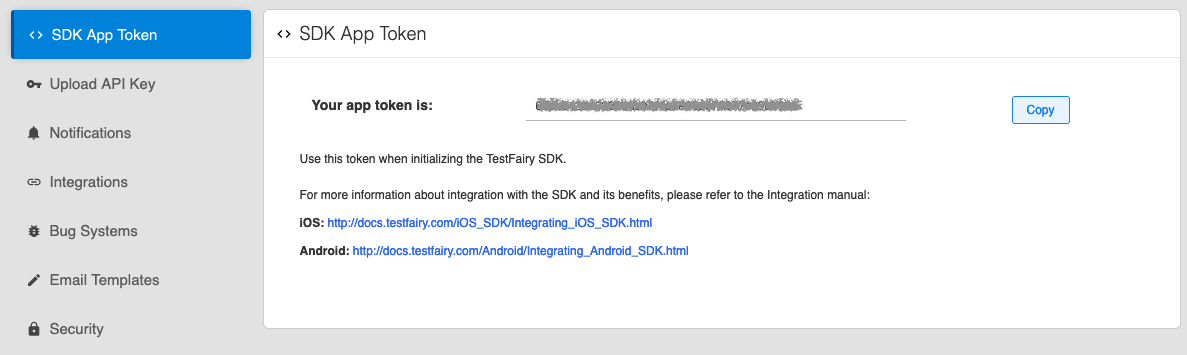 SDK App Token
Upload API Key
Notifications
Integrations
Bug Systems
Email Templates
Security
SDK App Token
Your app token is:
Copy
Use this token when initializing the TestFairy SDK.
For more information about integration with the SDK and its benefits, please refer to the Integration manual:
iOS: http://docs.testfairy.com/iOS_SDK/Integrating_iOS_SDK.html
Android: http://docs.testfairy.com/Android/Integrating_Android_SDK.html